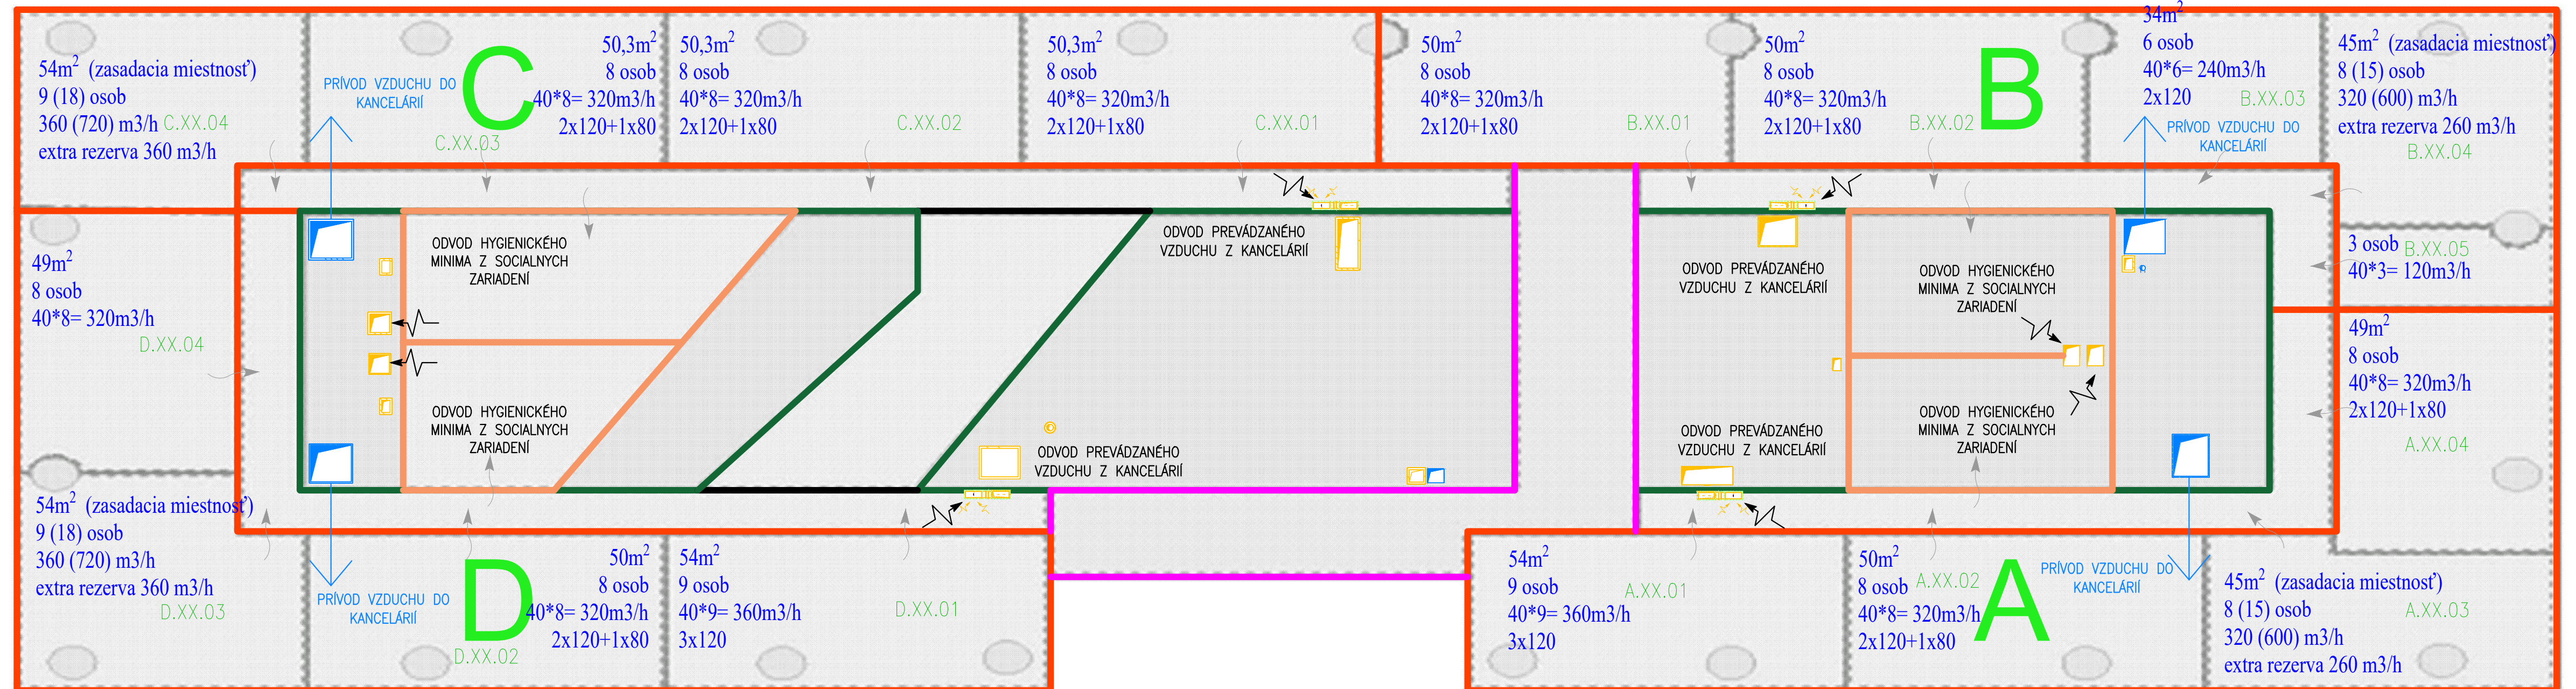 54m² (zasadacia miestnosť)
9 (18) osob
360 (720) m3/h
C.XX.04
extra rezerva 360 m3/h
PRÍVOD VZDUCHU DO
KANCELÁRIÍ
C
C.XX.03
50,3m²
8 osob
40*8= 320m3/h
2x120+1x80
50,3m²
8 osob
40*8= 320m3/h
2x120+1x80
C.XX.02
50,3m²
8 osob
40*8= 320m3/h
2x120+1x80
C.XX.01
50m²
8 osob
40*8= 320m3/h
2x120+1x80
B.XX.01
50m²
8 osob
40*8= 320m3/h
2x120+1x80
B.XX.02
B
34m²
6 osob
40*6= 240m3/h
2x120
B.XX.03
PRÍVOD VZDUCHU DO
KANCELÁRIÍ
45m² (zasadacia miestnosť)
8 (15) osob
320 (600) m3/h
extra rezerva 260 m3/h
B.XX.04
49m²
8 osob
40*8= 320m3/h
D.XX.04
ODVOD HYGIENICKÉHO
MINIMA Z SOCIALNYCH
ZARIADENÍ
ODVOD HYGIENICKÉHO
MINIMA Z SOCIALNYCH
ZARIADENÍ
ODVOD PREVÁDZANÉHO
VZDUCHU Z KANCELÁRIÍ
ODVOD PREVÁDZANÉHO
VZDUCHU Z KANCELÁRIÍ
ODVOD PREVÁDZANÉHO
VZDUCHU Z KANCELÁRIÍ
ODVOD PREVÁDZANÉHO
VZDUCHU Z KANCELÁRIÍ
ODVOD HYGIENICKÉHO
MINIMA Z SOCIALNYCH
ZARIADENÍ
ODVOD HYGIENICKÉHO
MINIMA Z SOCIALNYCH
ZARIADENÍ
3 osob
B.XX.05
40*3= 120m3/h
49m²
8 osob
40*8= 320m3/h
2x120+1x80
A.XX.04
54m² (zasadacia miestnosť)
9 (18) osob
360 (720) m3/h
extra rezerva 360 m3/h
D.XX.03
PRÍVOD VZDUCHU DO
KANCELÁRIÍ
D
D.XX.02
50m²
8 osob
40*8= 320m3/h
2x120+1x80
54m²
9 osob
40*9= 360m3/h
3x120
D.XX.01
54m²
9 osob
40*9= 360m3/h
3x120
A.XX.01
50m²
8 osob
40*8= 320m3/h
2x120+1x80
A.XX.02
A
PRÍVOD VZDUCHU DO
KANCELÁRIÍ
45m² (zasadacia miestnosť)
8 (15) osob
320 (600) m3/h
extra rezerva 260 m3/h
A.XX.03